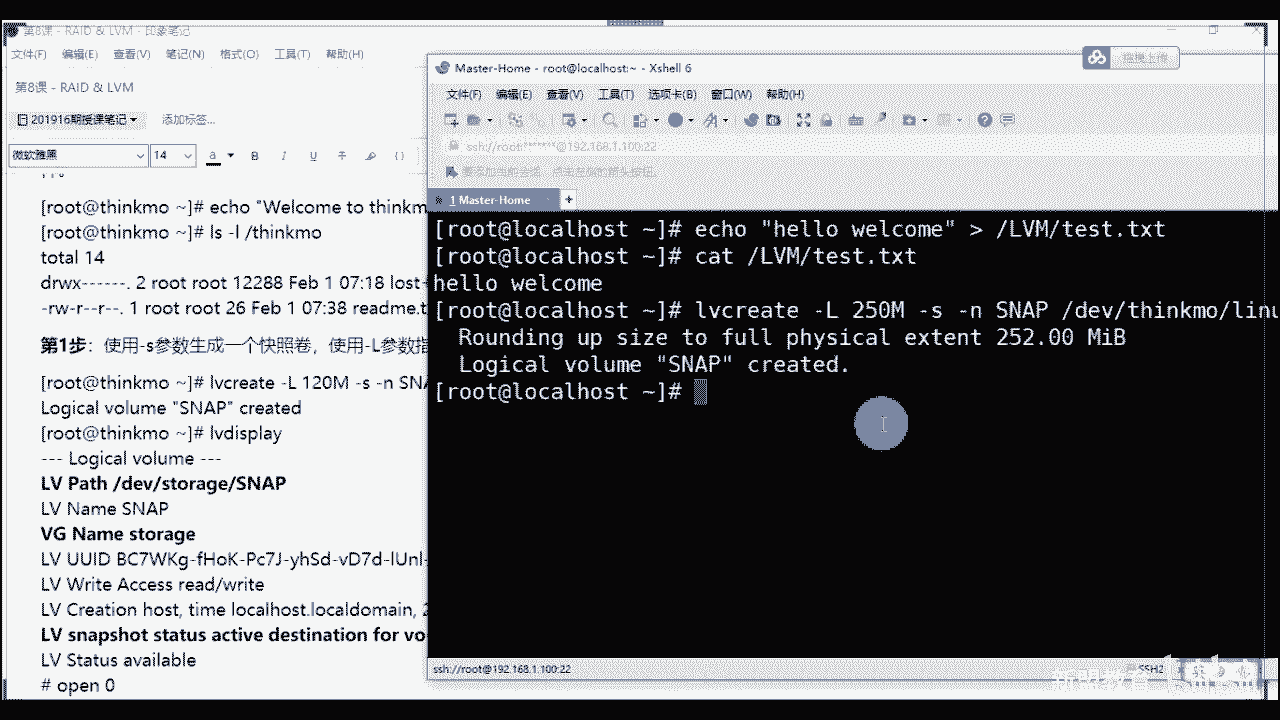 第8课 - RAID & LVM - 印象笔记
文件(F) 编辑(E) 查看(V) 笔记(N) 格式(O) 工具(T) 帮助(H)
第8课 - RAID & LVM
201916期授课笔记 添加标签...
微软雅黑 14 a B I U T
[root@thinkmo ~]# echo "Welcome to thinkm
[root@thinkmo ~]# ls -l /thinkmo
total 14
drwx------. 2 root root 12288 Feb 1 07:18 lost
-rw-r--r--. 1 root root 26 Feb 1 07:38 readme.t
第1步：使用-s参数生成一个快照卷，使用-L参数指
[root@thinkmo ~]# lvcreate -L 120M -s -n SNA
Logical volume "SNAP" created
[root@thinkmo ~]# lvdisplay
--- Logical volume ---
LV Path /dev/storage/SNAP
LV Name SNAP
VG Name storage
LV UUID BC7WKg-fHoK-Pc7J-yhSd-vD7d-lUnl-
LV Write Access read/write
LV Creation host, time localhost.localdomain, 2
LV snapshot status active destination for vo
LV Status available
# open 0
Master-Home - root@localhost:~ - Xshell 6
文件(F) 编辑(E) 查看(V) 工具(T) 选项卡(B) 窗口(W) 帮助(H)
ssh://root:******@192.168.1.100:22
1 Master-Home +
[root@localhost ~]# echo "hello welcome" > /LVM/test.txt
[root@localhost ~]# cat /LVM/test.txt
hello welcome
[root@localhost ~]# lvcreate -L 250M -s -n SNAP /dev/thinkmo/linu
Rounding up size to full physical extent 252.00 MiB
Logical volume "SNAP" created.
[root@localhost ~]#
ssh://root@192.168.1.100:22